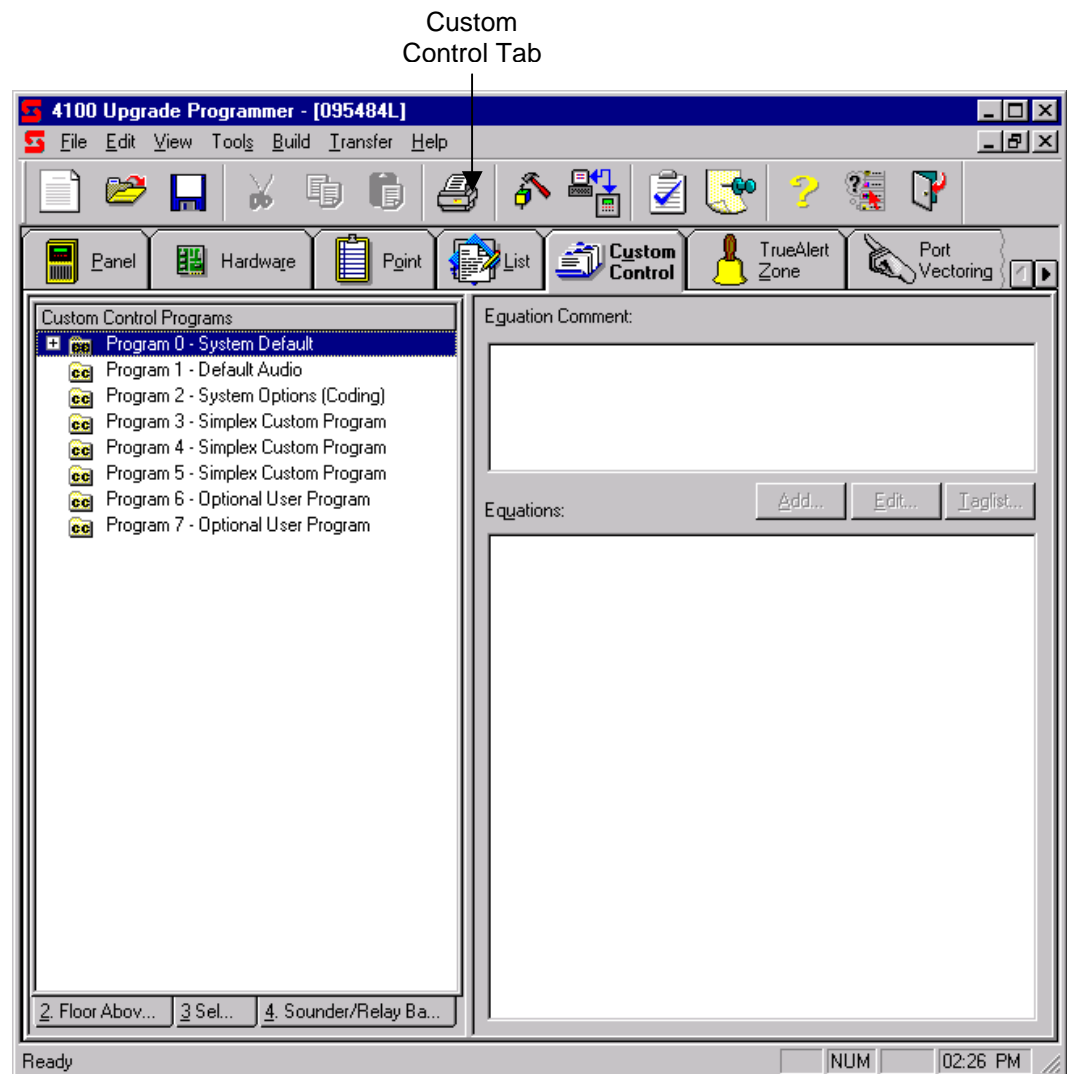 Custom
Control Tab
4100 Upgrade Programmer - [095484L]
File Edit View Tools Build Transfer Help
Panel
Hardware
Point
List
Custom
Control
TrueAlert
Zone
Port
Vectoring
Custom Control Programs
Program 0 - System Default
Program 1 - Default Audio
Program 2 - System Options (Coding)
Program 3 - Simplex Custom Program
Program 4 - Simplex Custom Program
Program 5 - Simplex Custom Program
Program 6 - Optional User Program
Program 7 - Optional User Program
2. Floor Abov... 3 Sel... 4. Sounder/Relay Ba...
Equation Comment:
Equations:
Add... Edit... Taglist...
Ready
NUM
02:26 PM